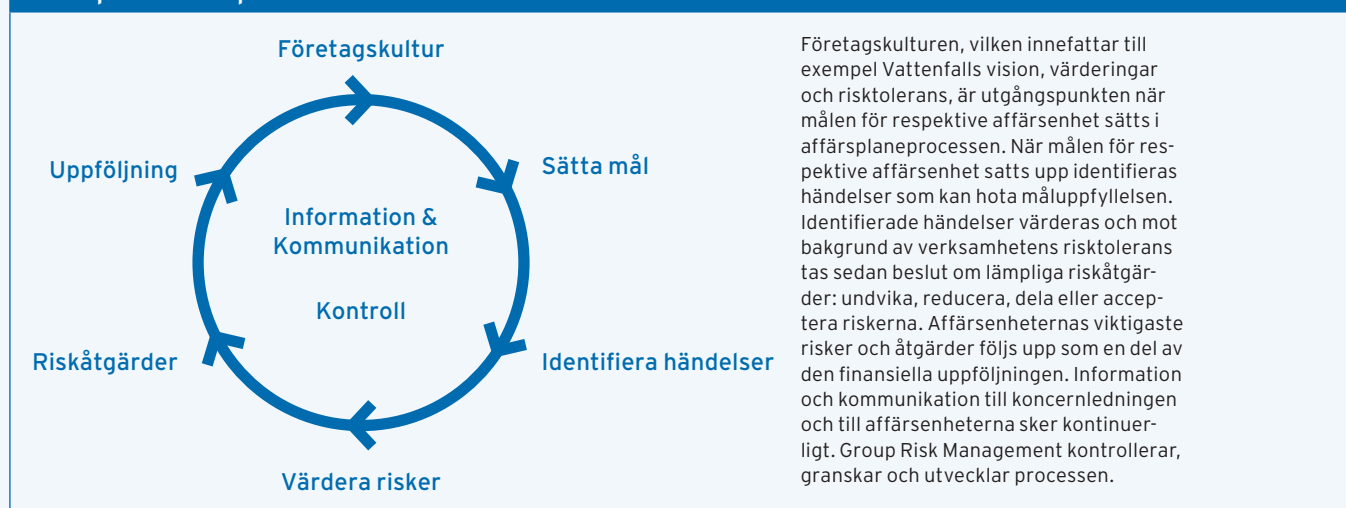 Företagskultur
Uppföljning
Sätta mål
Information &
Kommunikation
Kontroll
Riskåtgärder
Identifiera händelser
Värdera risker
Företagskulturen, vilken innefattar till
exempel Vattenfalls vision, värderingar
och risktolerans, är utgångspunkten när
målen för respektive affärsenhet sätts i
affärsplaneprocessen. När målen för res-
pektive affärsenhet satts upp identifieras
händelser som kan hota måluppfyllelsen.
Identifierade händelser värderas och mot
bakgrund av verksamhetens risktolerans
tas sedan beslut om lämpliga riskåtgär-
der: undvika, reducera, dela eller accep-
tera riskerna. Affärsenheternas viktigaste
risker och åtgärder följs upp som en del av
den finansiella uppföljningen. Information
och kommunikation till koncernledningen
och till affärsenheterna sker kontinuer-
ligt. Group Risk Management kontrollerar,
granskar och utvecklar processen.